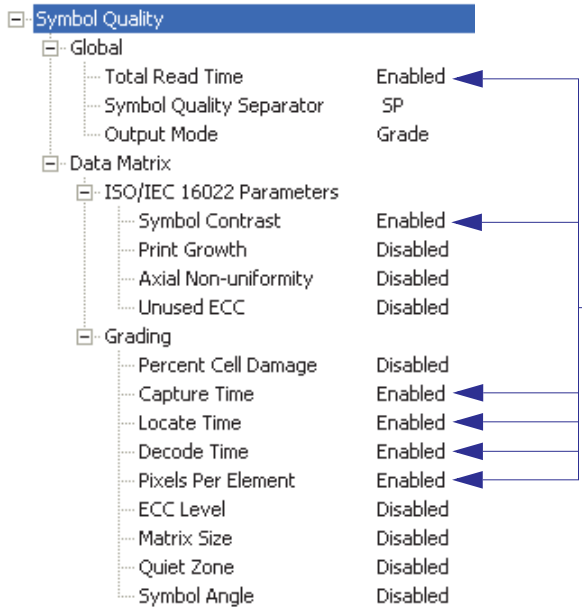 Symbol Quality
Global
Total Read Time Enabled
Symbol Quality Separator SP
Output Mode Grade
Data Matrix
ISO/IEC 16022 Parameters
Symbol Contrast Enabled
Print Growth Disabled
Axial Non-uniformity Disabled
Unused ECC Disabled
Grading
Percent Cell Damage Disabled
Capture Time Enabled
Locate Time Enabled
Decode Time Enabled
Pixels Per Element Enabled
ECC Level Disabled
Matrix Size Disabled
Quiet Zone Disabled
Symbol Angle Disabled